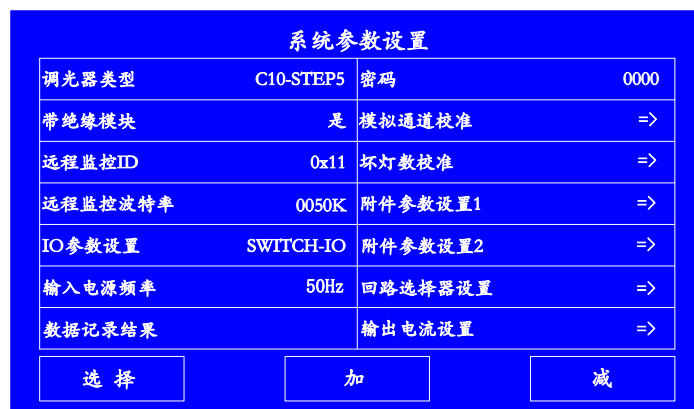 系统参数设置
调光器类型 C10-STEP5 密码 0000
带绝缘模块 是 模拟通道校准 =>
远程监控ID 0x11 坏灯数校准 =>
远程监控波特率 0050K 附件参数设置1 =>
IO参数设置 SWITCH-IO 附件参数设置2 =>
输入电源频率 50Hz 回路选择器设置 =>
数据记录结果 输出电流设置 =>
选 择 加 减